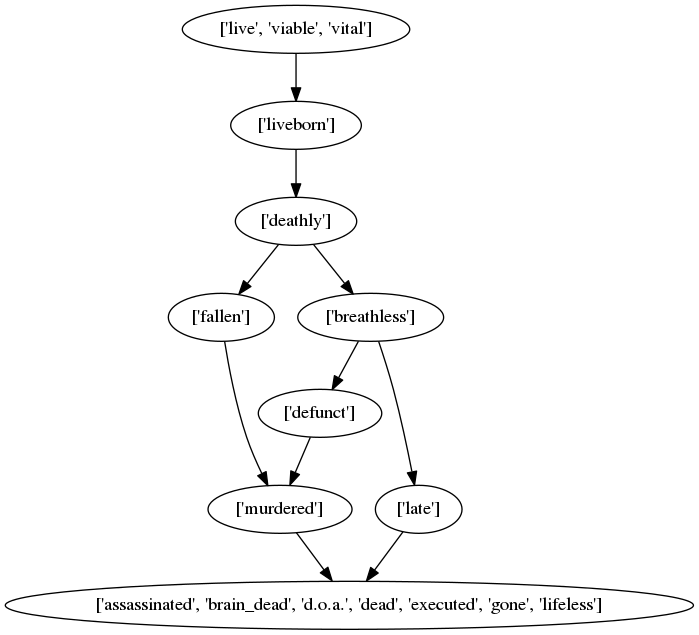 ['live', 'viable', 'vital']
['liveborn']
['deathly']
['fallen']
['breathless']
['defunct']
['murdered']
['late']
['assassinated', 'brain_dead', 'd.o.a.', 'dead', 'executed', 'gone', 'lifeless']